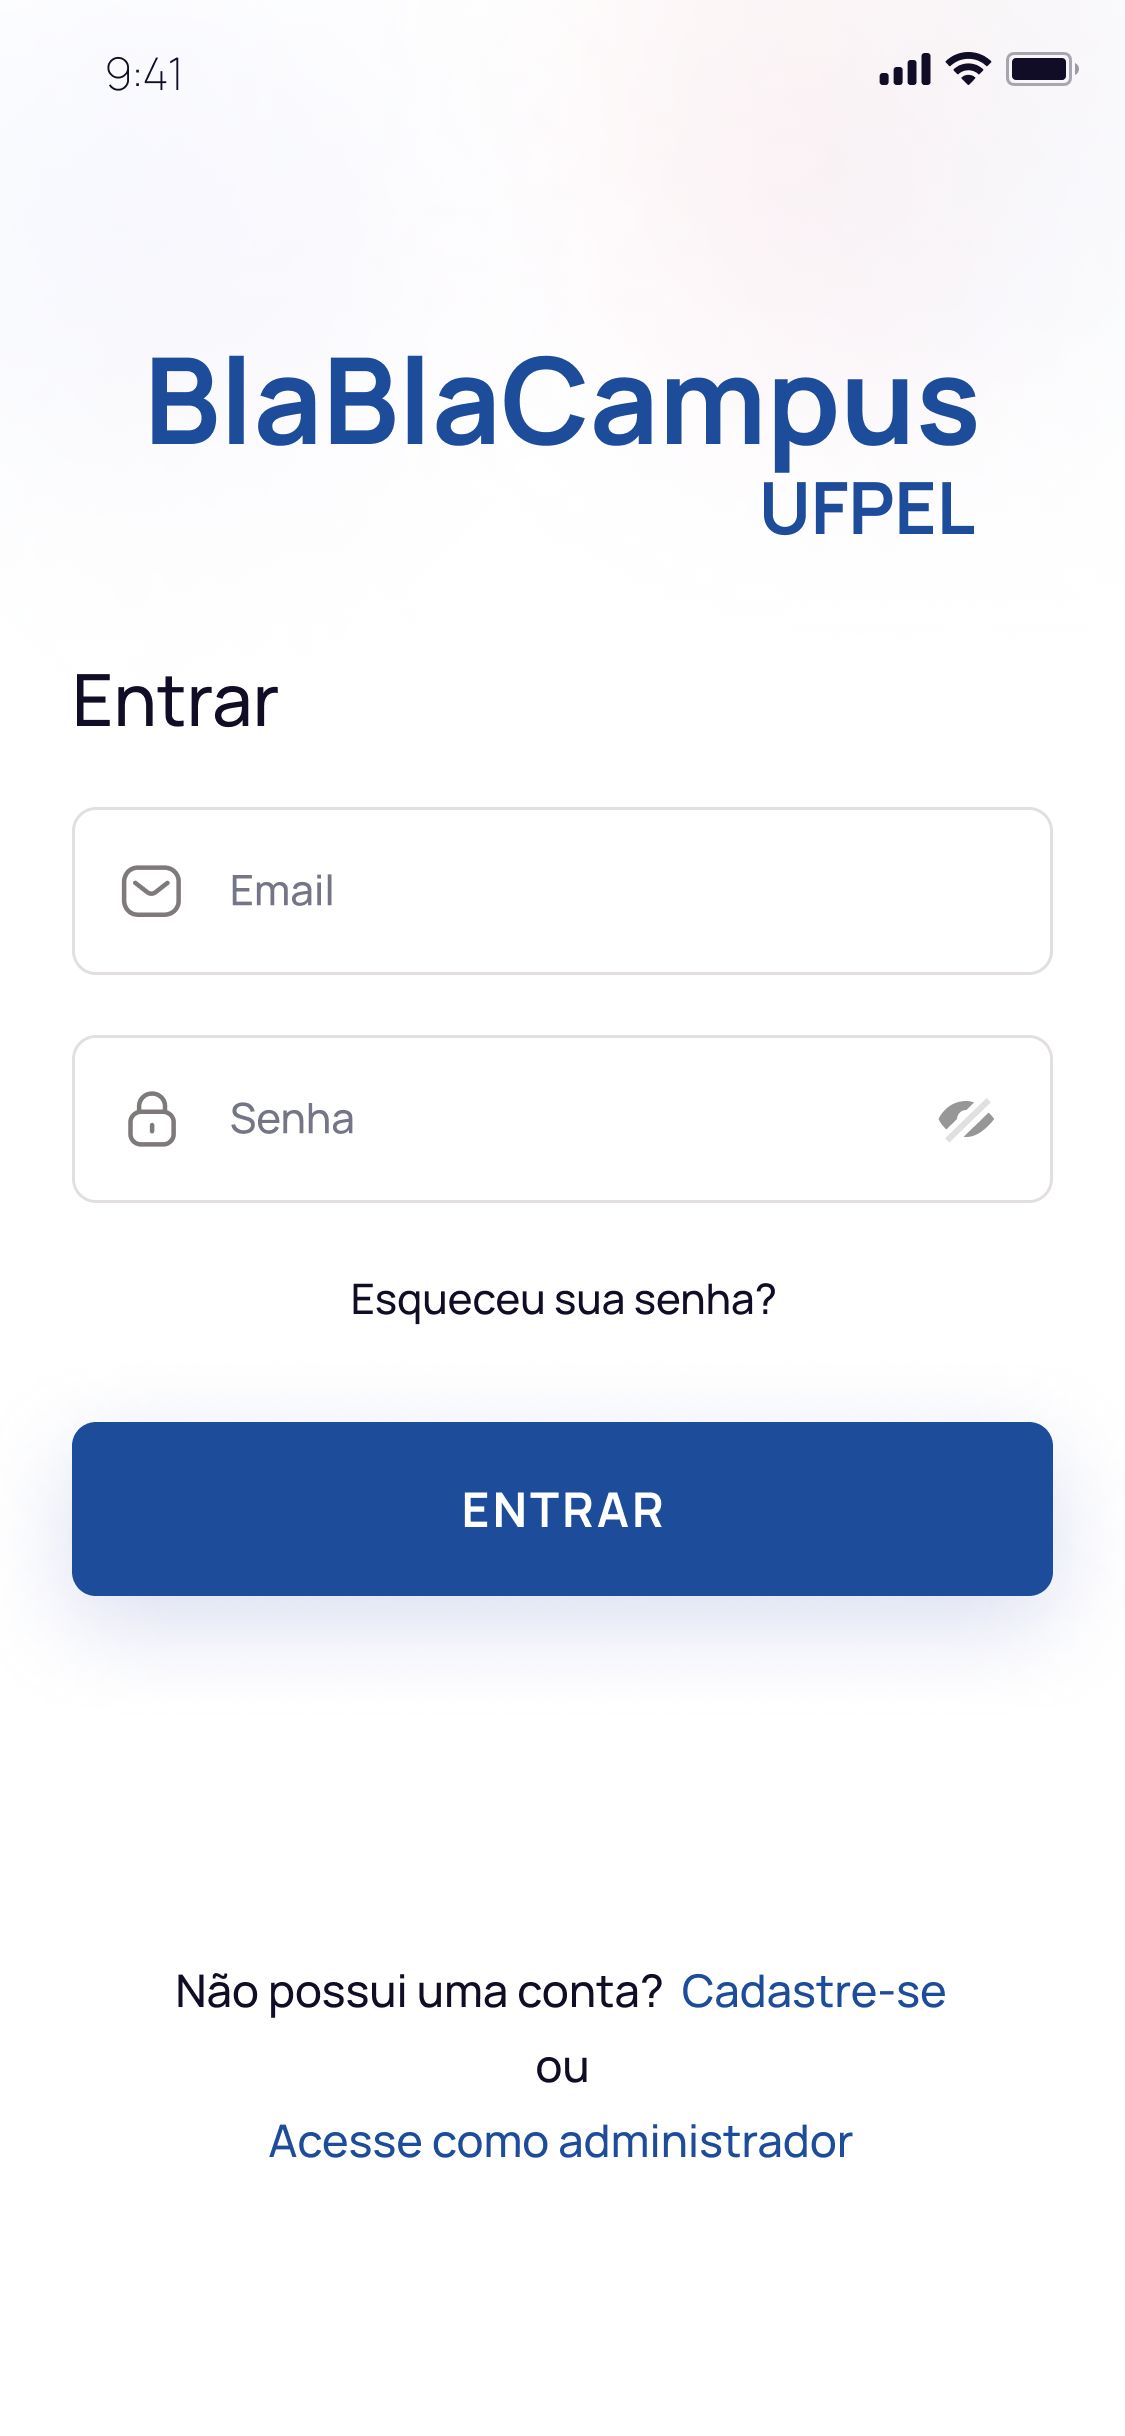 9:41
BlaBlaCampus
UFPEL
Entrar
Email
Senha
Esqueceu sua senha?
ENTRAR
Não possui uma conta? Cadastre-se
ou
Acesse como administrador